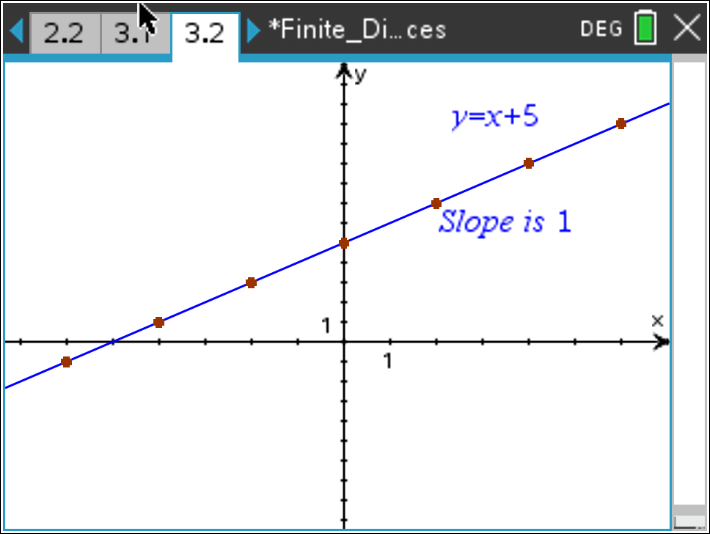 2.2 3.1 3.2 *Finite_Di...ces DEG
y
y=x+5
Slope is 1
1
x
1